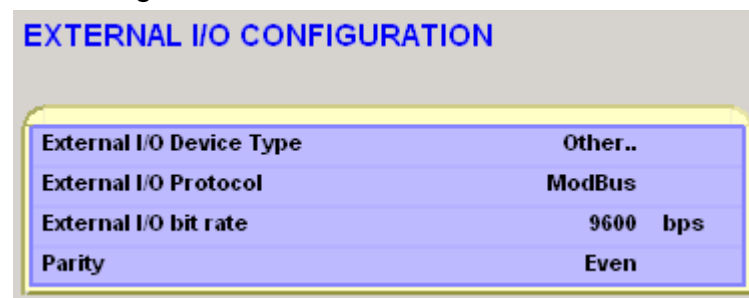 EXTERNAL I/O CONFIGURATION
External I/O Device Type Other..
External I/O Protocol ModBus
External I/O bit rate 9600 bps
Parity Even